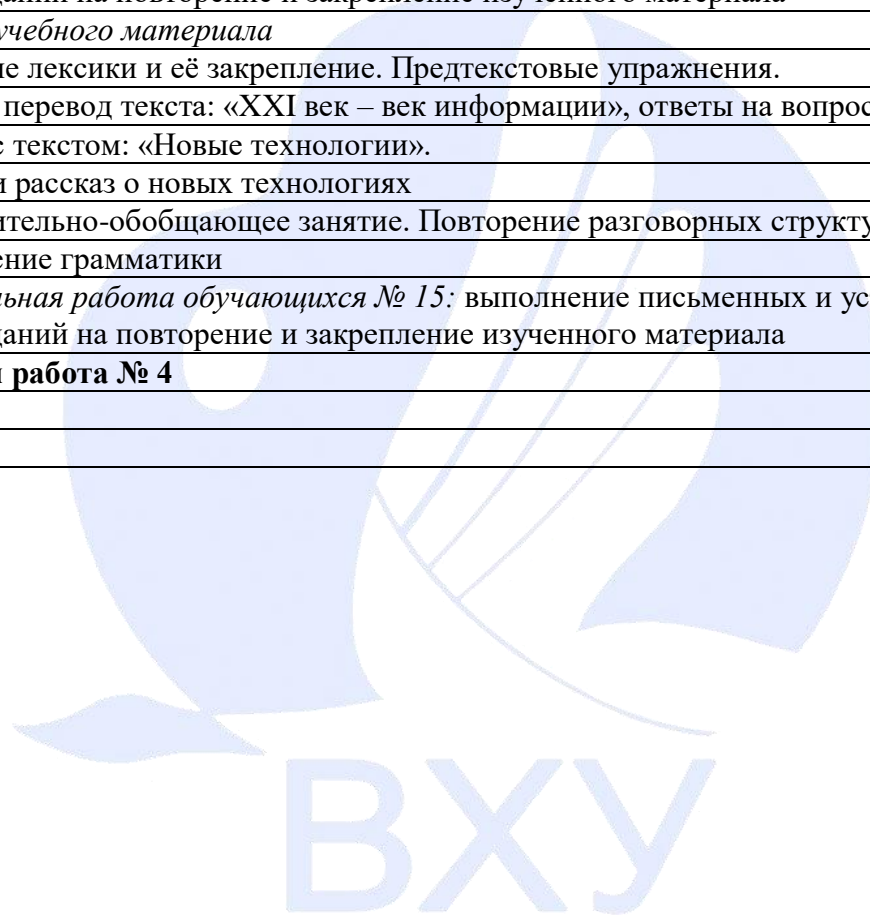 даний на повторение и закрепление изученного материала
учебного материала
ие лексики и её закрепление. Предтекстовые упражнения.
перевод текста: «XXI век – век информации», ответы на вопрос
с текстом: «Новые технологии».
и рассказ о новых технологиях
ительно-обобщающее занятие. Повторение разговорных структу
ение грамматики
льная работа обучающихся № 15: выполнение письменных и ус
даний на повторение и закрепление изученного материала
работа № 4
ВХУ